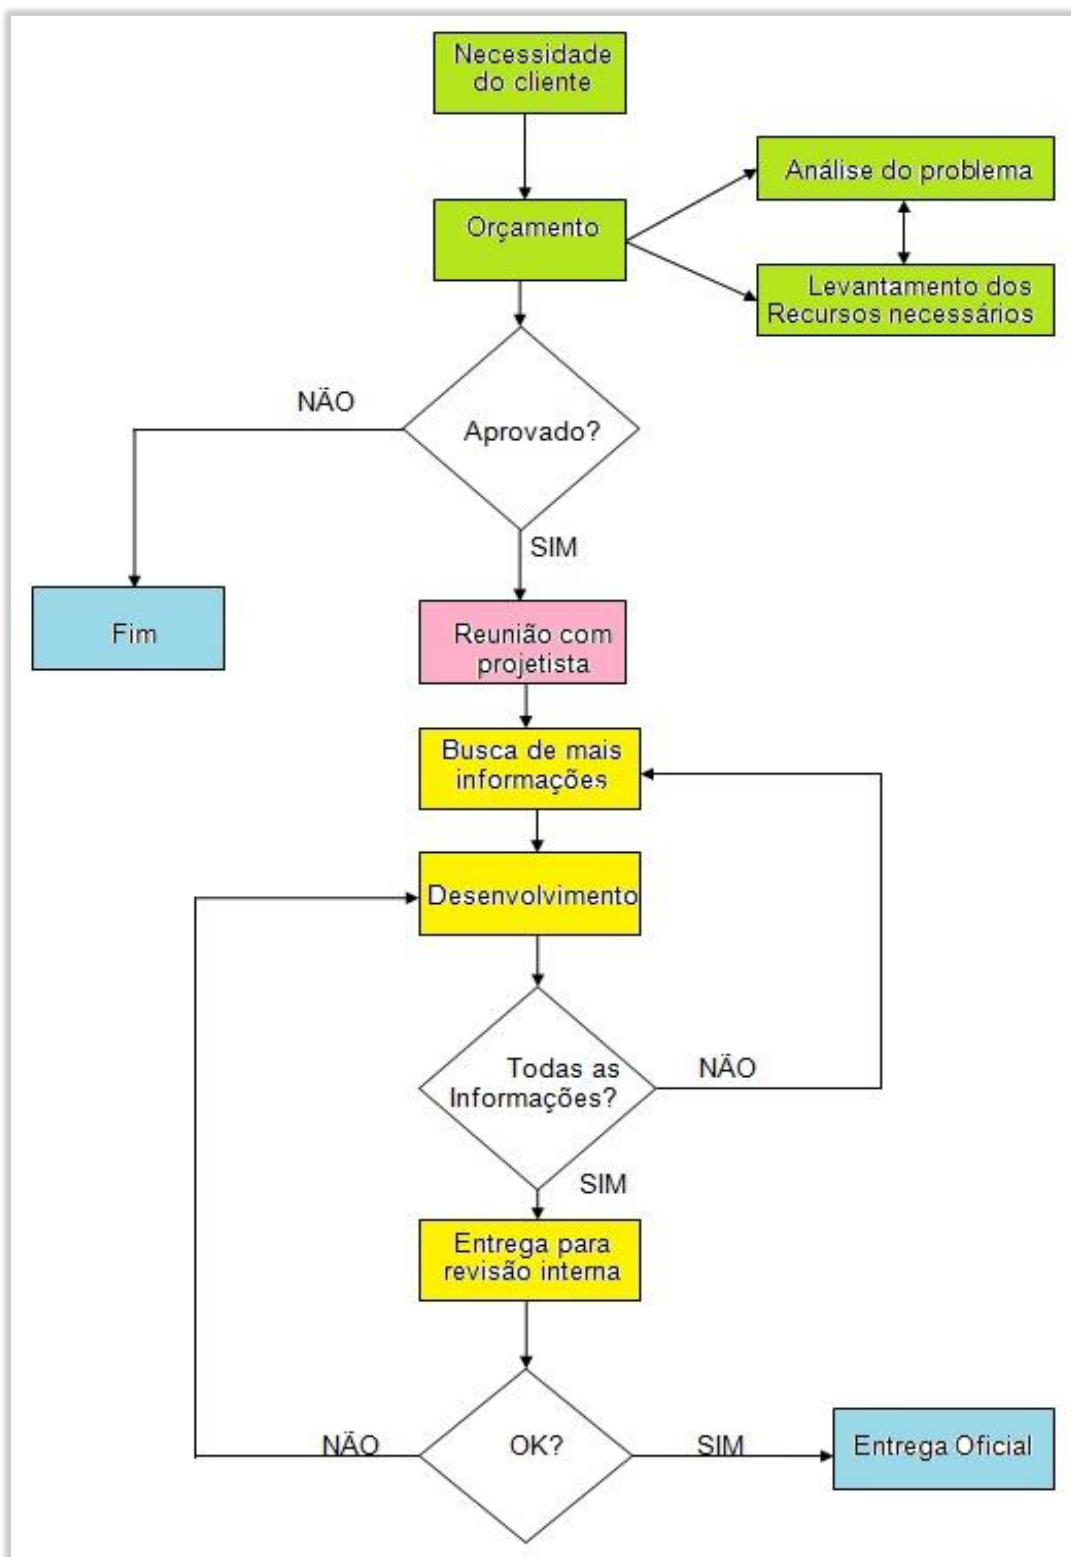 Necessidade
do cliente
Análise do problema
Orçamento
Levantamento dos
Recursos necessários
NÃO
Aprovado?
SIM
Fim
Reunião com
projetista
Busca de mais
informações
Desenvolvimento
Todas as
Informações?
NÃO
SIM
Entrega para
revisão interna
NÃO
OK?
SIM
Entrega Oficial